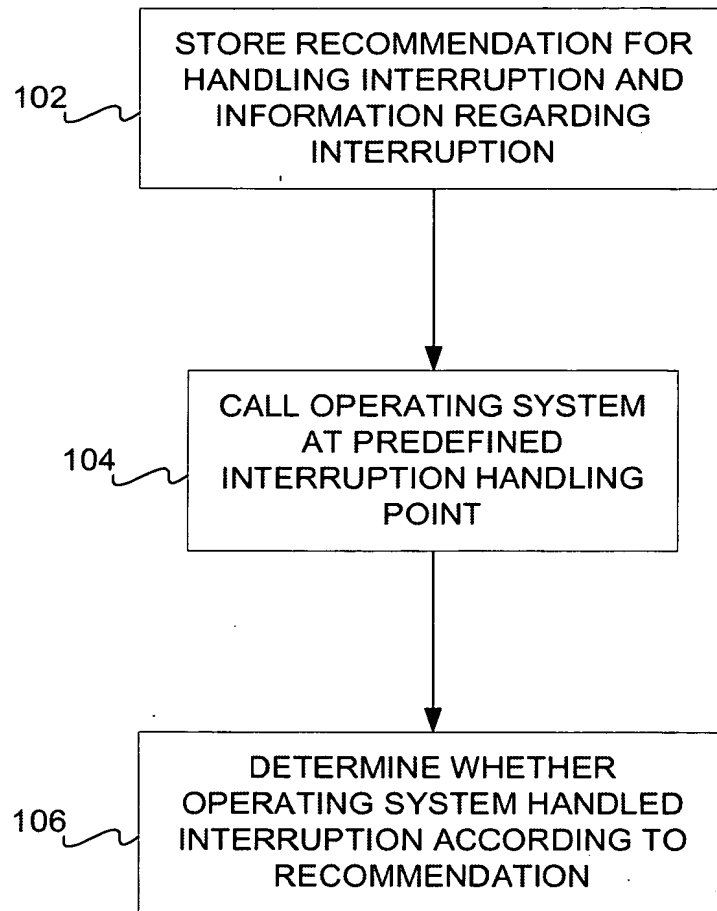 STORE RECOMMENDATION FOR
HANDLING INTERRUPTION AND
INFORMATION REGARDING
INTERRUPTION
102
CALL OPERATING SYSTEM
AT PREDEFINED
INTERRUPTION HANDLING
POINT
104
DETERMINE WHETHER
OPERATING SYSTEM HANDLED
INTERRUPTION ACCORDING TO
RECOMMENDATION
106